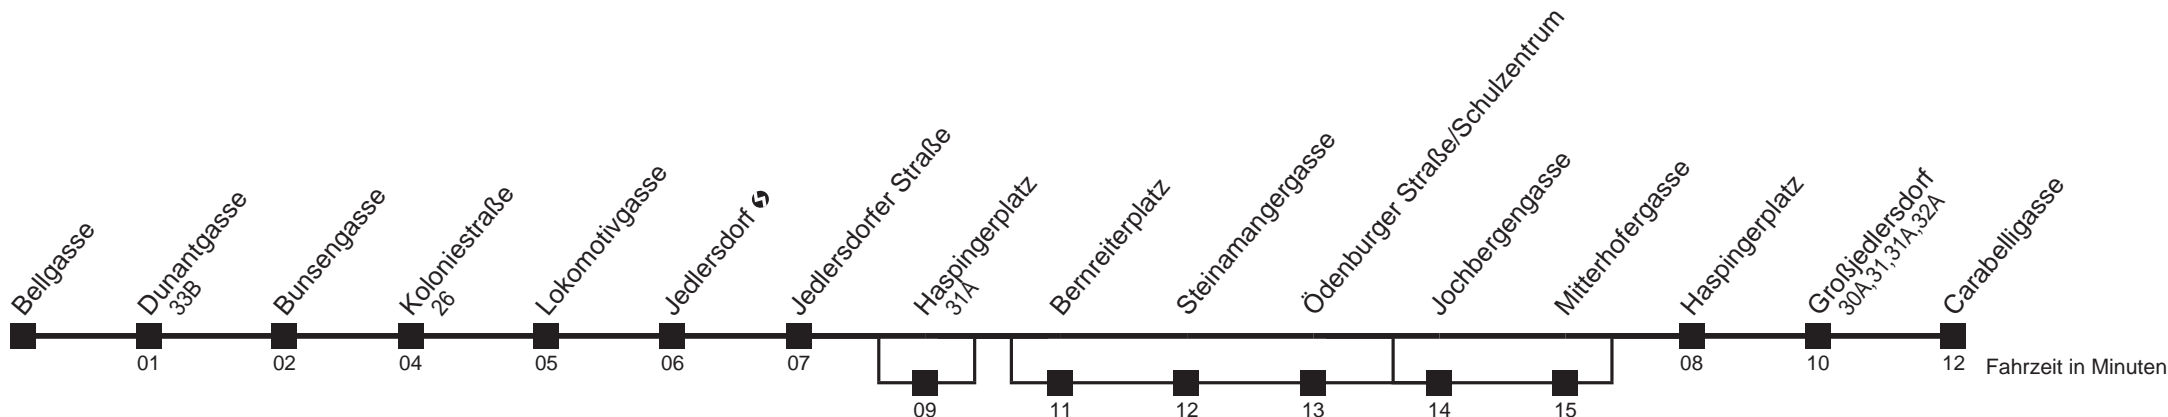 Bellgasse
Dunantgasse
33B
Bunsengasse
Koloniestraße
26
Lokomotivgasse
Jedlersdorf
Jedlersdorfer Straße
Haspingerplatz
31A
Bernreiterplatz
Steinamangergasse
Ödenburger Straße/Schulzentrum
Jochbergengasse
Mitterhofergasse
Haspingerplatz
Großjedlersdorf
30A,31,31A,32A
Carabelligasse
01
02
04
05
06
07
08
10
12
Fahrzeit in Minuten
09
11
12
13
14
15